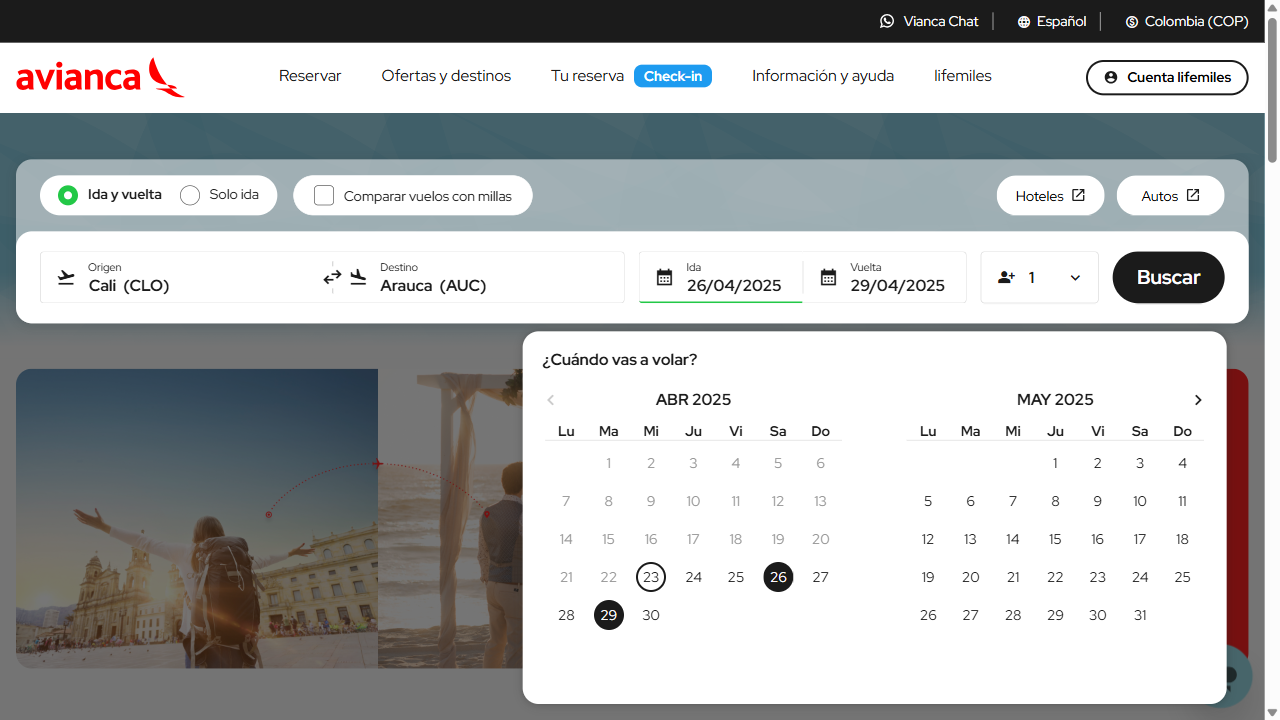 Vianca Chat
Español
Colombia (COP)
avianca
Reservar
Ofertas y destinos
Tu reserva
Check-in
Información y ayuda
lifemiles
Cuenta lifemiles
Ida y vuelta
Solo ida
Comparar vuelos con millas
Hoteles
Autos
Origen
Cali (CLO)
Destino
Arauca (AUC)
Ida
26/04/2025
Vuelta
29/04/2025
1
Buscar
¿Cuándo vas a volar?
ABR 2025
Lu Ma Mi Ju Vi Sa Do
1 2 3 4 5 6
7 8 9 10 11 12 13
14 15 16 17 18 19 20
21 22 23 24 25 26 27
28 29 30
MAY 2025
Lu Ma Mi Ju Vi Sa Do
1 2 3 4
5 6 7 8 9 10 11
12 13 14 15 16 17 18
19 20 21 22 23 24 25
26 27 28 29 30 31